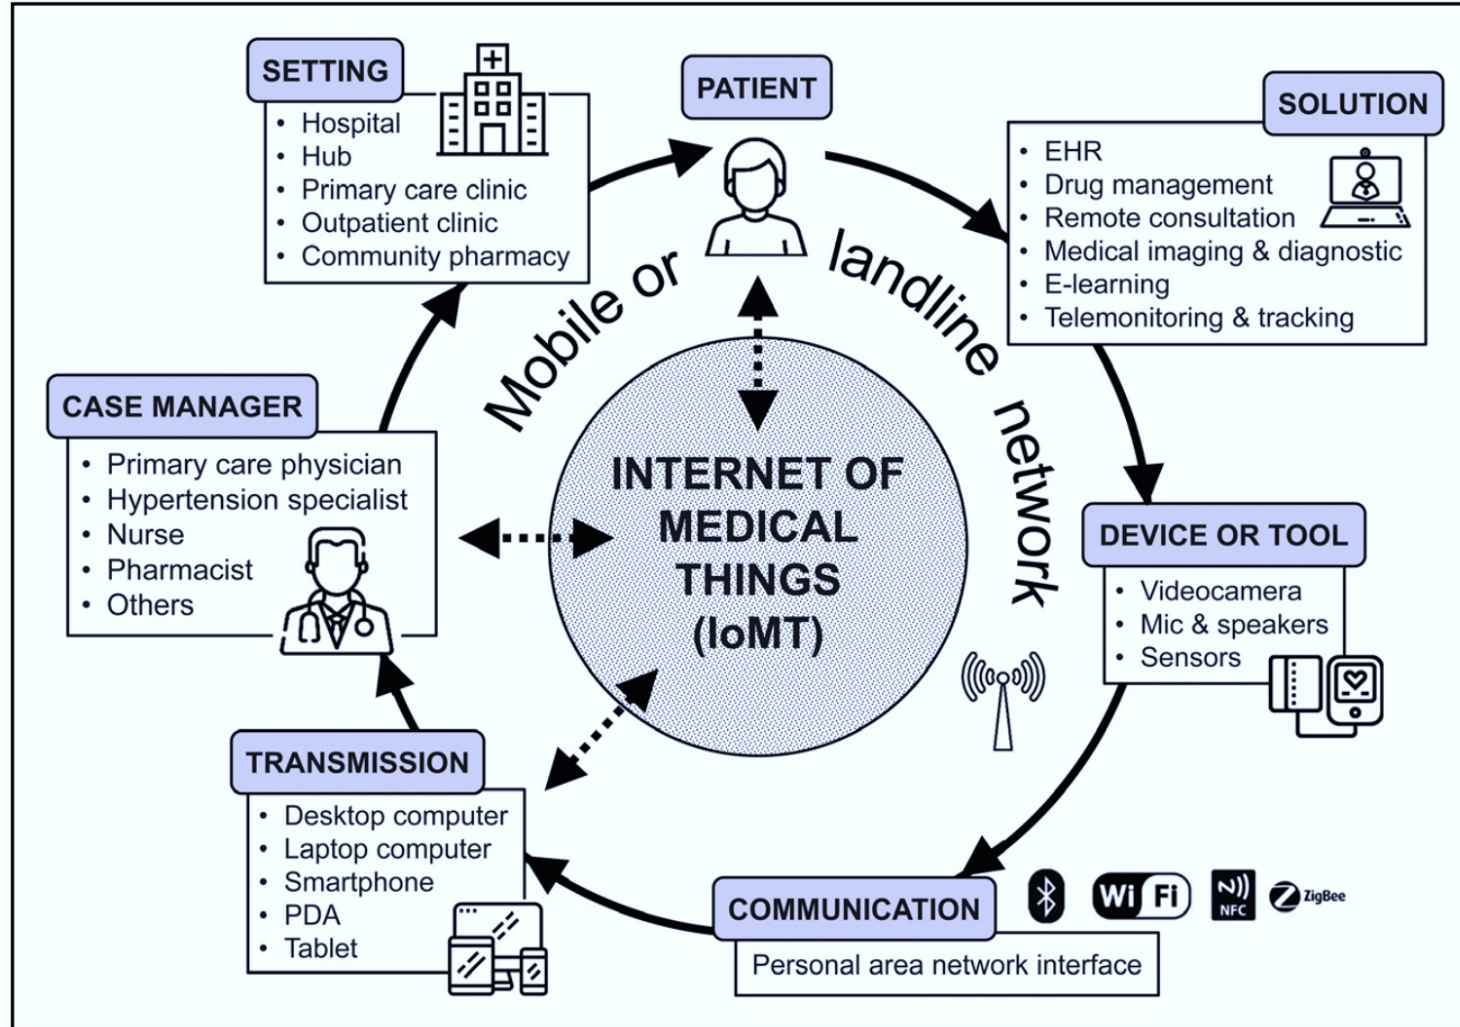 SETTING
• Hospital
• Hub
• Primary care clinic
• Outpatient clinic
• Community pharmacy
PATIENT
SOLUTION
• EHR
• Drug management
• Remote consultation
• Medical imaging & diagnostic
• E-learning
• Telemonitoring & tracking
Mobile or landline network
CASE MANAGER
• Primary care physician
• Hypertension specialist
• Nurse
• Pharmacist
• Others
INTERNET OF
MEDICAL
THINGS
(IoMT)
DEVICE OR TOOL
• Videocamera
• Mic & speakers
• Sensors
TRANSMISSION
• Desktop computer
• Laptop computer
• Smartphone
• PDA
• Tablet
COMMUNICATION
Personal area network interface
WiFi
NFC
ZigBee